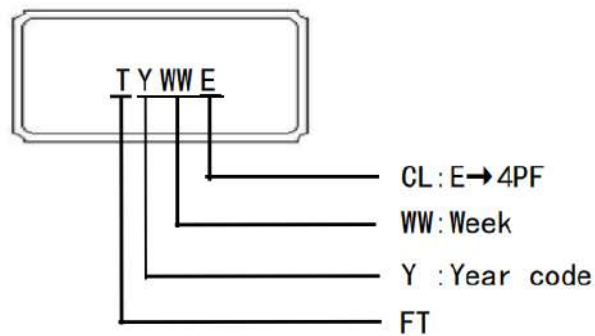 T Y WW E
CL:E→4PF
WW:Week
Y :Year code
FT